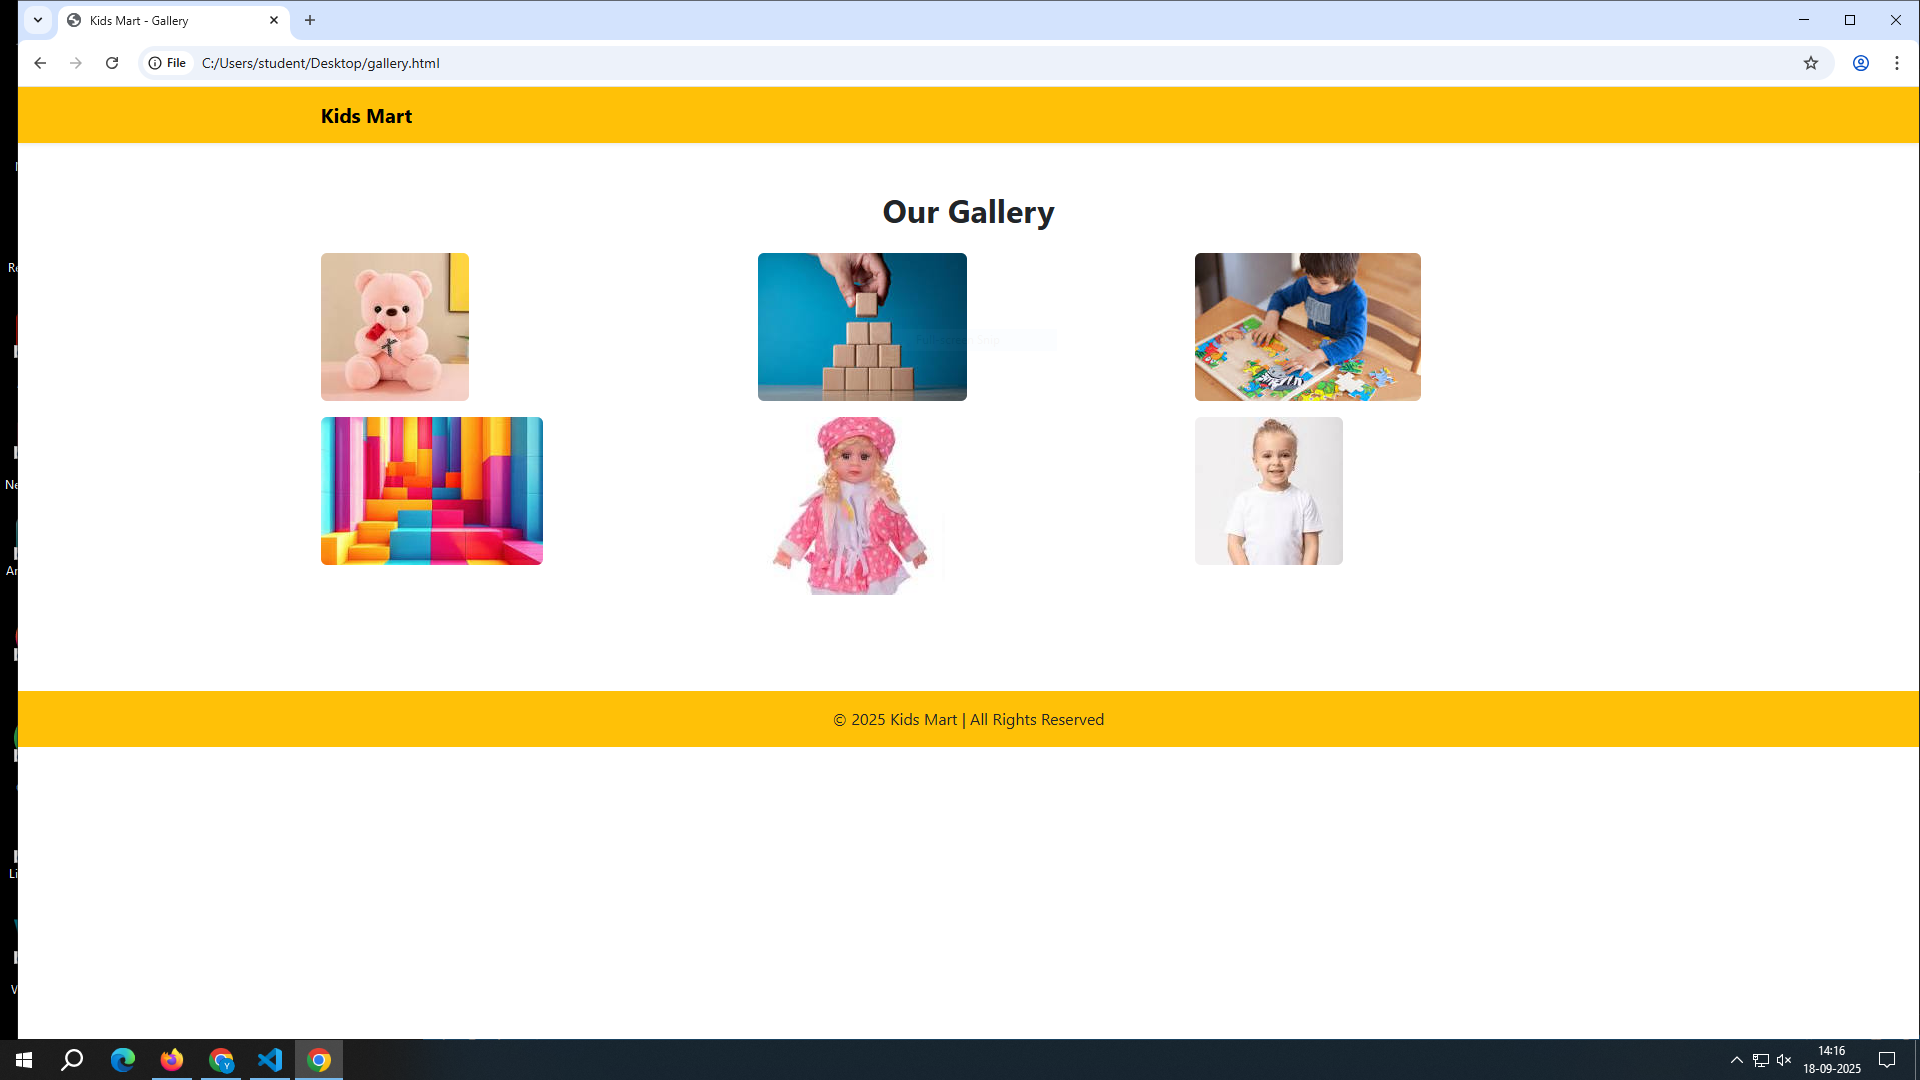 Kids Mart - Gallery
File
C:/Users/student/Desktop/gallery.html
Kids Mart
Our Gallery
© 2025 Kids Mart | All Rights Reserved
14:16
18-09-2025